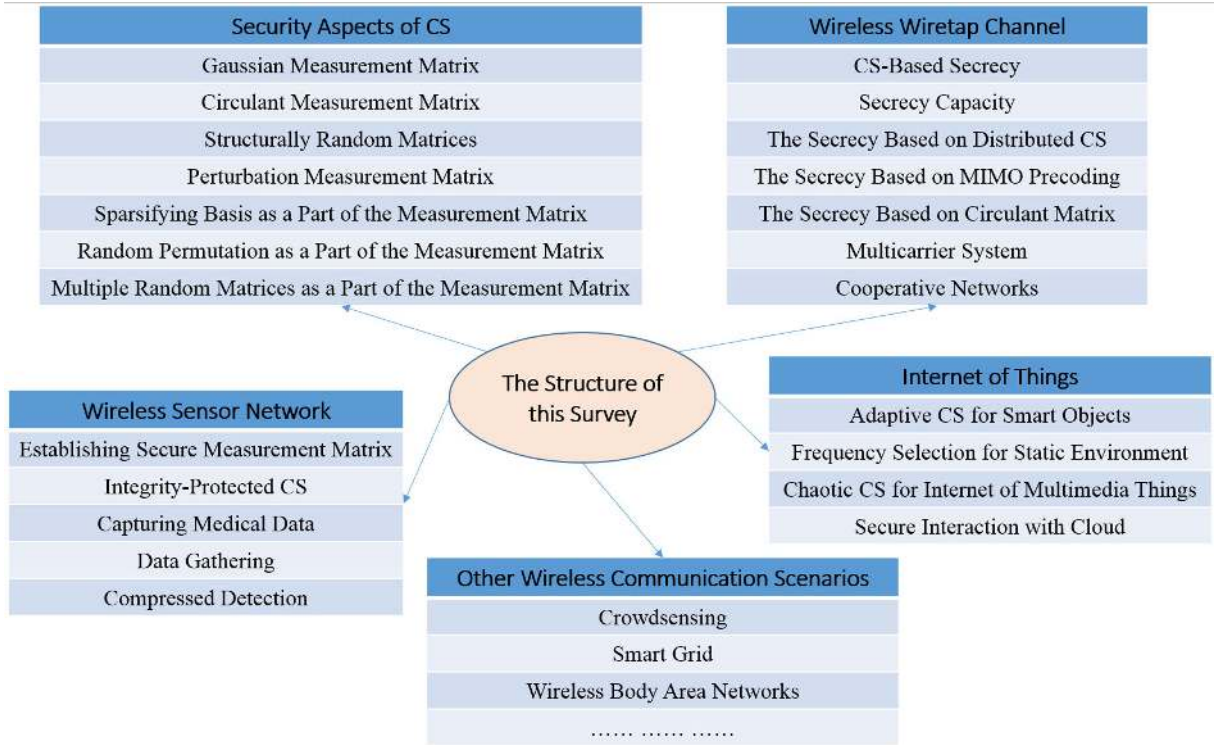 Security Aspects of CS
Gaussian Measurement Matrix
Circulant Measurement Matrix
Structurally Random Matrices
Perturbation Measurement Matrix
Sparsifying Basis as a Part of the Measurement Matrix
Random Permutation as a Part of the Measurement Matrix
Multiple Random Matrices as a Part of the Measurement Matrix
Wireless Wiretap Channel
CS-Based Secrecy
Secrecy Capacity
The Secrecy Based on Distributed CS
The Secrecy Based on MIMO Precoding
The Secrecy Based on Circulant Matrix
Multicarrier System
Cooperative Networks
The Structure of
this Survey
Wireless Sensor Network
Establishing Secure Measurement Matrix
Integrity-Protected CS
Capturing Medical Data
Data Gathering
Compressed Detection
Internet of Things
Adaptive CS for Smart Objects
Frequency Selection for Static Environment
Chaotic CS for Internet of Multimedia Things
Secure Interaction with Cloud
Other Wireless Communication Scenarios
Crowdsensing
Smart Grid
Wireless Body Area Networks
…… …… ……